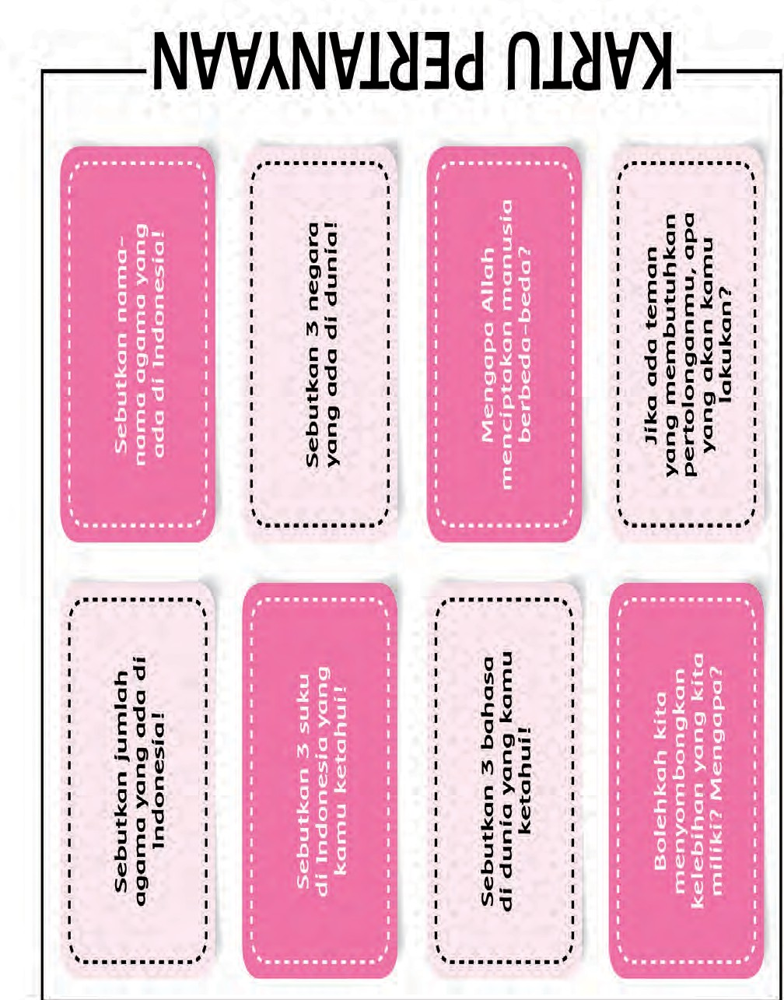 KARTU PERTANYAAN
Sebutkan jumlah
agama yang ada di
Indonesia!
Sebutkan nama-
nama agama yang
ada di Indonesia!
Sebutkan 3 suku
di Indonesia yang
kamu ketahui!
Sebutkan 3 negara
yang ada di dunia!
Sebutkan 3 bahasa
di dunia yang kamu
ketahui!
Mengapa Allah
menciptakan manusia
berbeda-beda?
Bolehkah kita
menyombongkan
kelebihan yang kita
miliki? Mengapa?
Jika ada teman
yang membutuhkan
pertolonganmu, apa
yang akan kamu
lakukan?